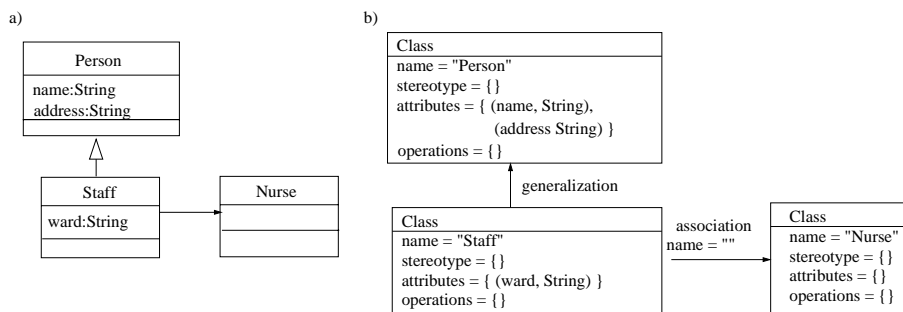 a)
Person
name:String
address:String
Staff
ward:String
Nurse
b)
Class
name = "Person"
stereotype = {}
attributes = { (name, String),
(address String) }
operations = {}
generalization
Class
name = "Staff"
stereotype = {}
attributes = { (ward, String) }
operations = {}
association
name = ""
Class
name = "Nurse"
stereotype = {}
attributes = {}
operations = {}